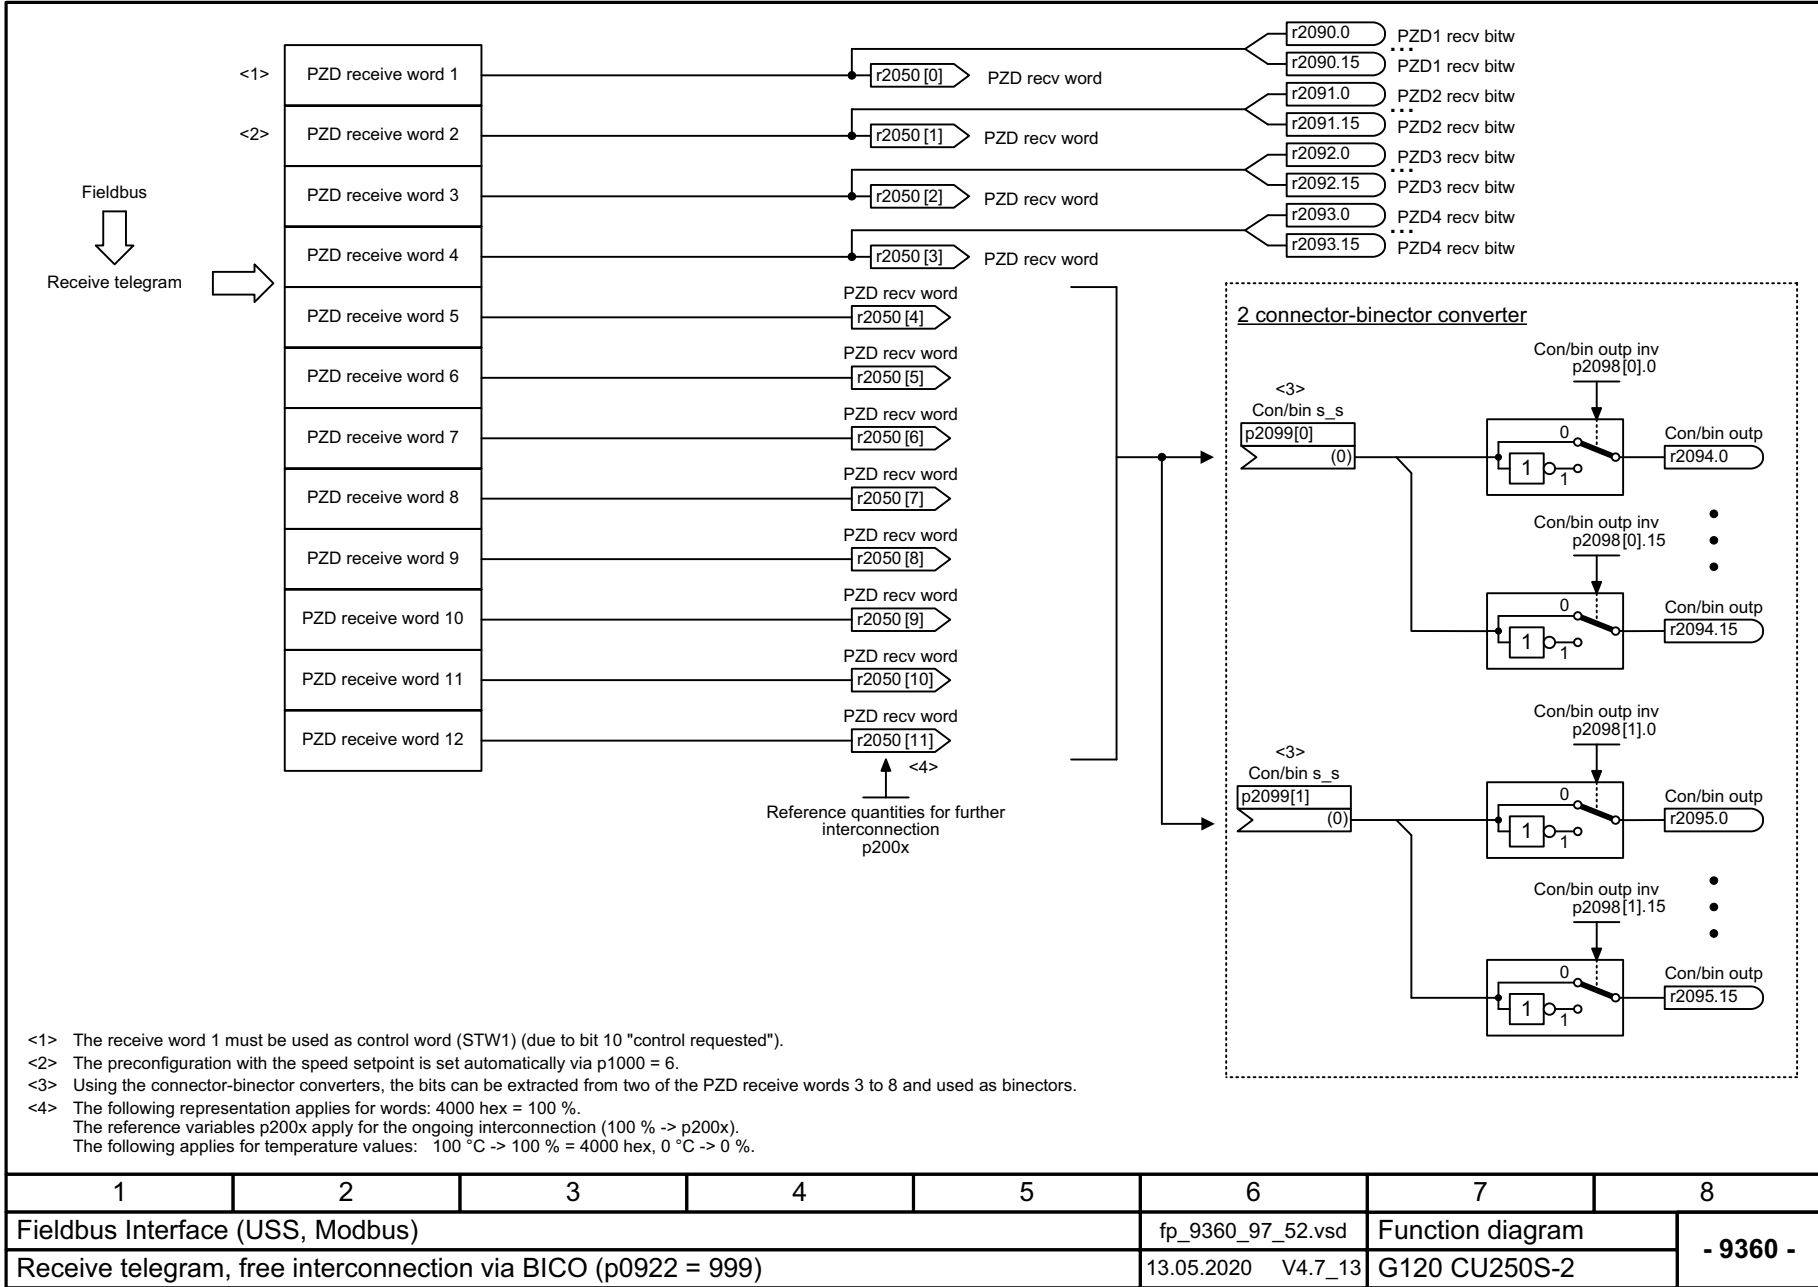 r2090.0
PZD1 recv bitw
...
r2090.15
PZD1 recv bitw
<1>
PZD receive word 1
r2050 [0]
PZD recv word
r2091.0
PZD2 recv bitw
...
r2091.15
PZD2 recv bitw
<2>
PZD receive word 2
r2050 [1]
PZD recv word
r2092.0
PZD3 recv bitw
...
r2092.15
PZD3 recv bitw
PZD receive word 3
r2050 [2]
PZD recv word
r2093.0
PZD4 recv bitw
...
r2093.15
PZD4 recv bitw
PZD receive word 4
r2050 [3]
PZD recv word
Fieldbus
Receive telegram
PZD receive word 5
PZD recv word
r2050 [4]
PZD receive word 6
PZD recv word
r2050 [5]
PZD receive word 7
PZD recv word
r2050 [6]
PZD receive word 8
PZD recv word
r2050 [7]
PZD receive word 9
PZD recv word
r2050 [8]
PZD receive word 10
PZD recv word
r2050 [9]
PZD receive word 11
PZD recv word
r2050 [10]
PZD receive word 12
PZD recv word
r2050 [11]
<4>
Reference quantities for further
interconnection
p200x
2 connector-binector converter
<3>
Con/bin s_s
p2099[0]
(0)
Con/bin outp inv
p2098[0].0
0
1
1
Con/bin outp
r2094.0
Con/bin outp inv
p2098[0].15
0
1
1
Con/bin outp
r2094.15
<3>
Con/bin s_s
p2099[1]
(0)
Con/bin outp inv
p2098[1].0
0
1
1
Con/bin outp
r2095.0
Con/bin outp inv
p2098[1].15
0
1
1
Con/bin outp
r2095.15
<1> The receive word 1 must be used as control word (STW1) (due to bit 10 "control requested").
<2> The preconfiguration with the speed setpoint is set automatically via p1000 = 6.
<3> Using the connector-binector converters, the bits can be extracted from two of the PZD receive words 3 to 8 and used as binectors.
<4> The following representation applies for words: 4000 hex = 100 %.
The reference variables p200x apply for the ongoing interconnection (100 % -> p200x).
The following applies for temperature values: 100 °C -> 100 % = 4000 hex, 0 °C -> 0 %.
1 2 3 4 5 6 7 8
Fieldbus Interface (USS, Modbus)
fp_9360_97_52.vsd
Function diagram
- 9360 -
Receive telegram, free interconnection via BICO (p0922 = 999)
13.05.2020 V4.7_13
G120 CU250S-2